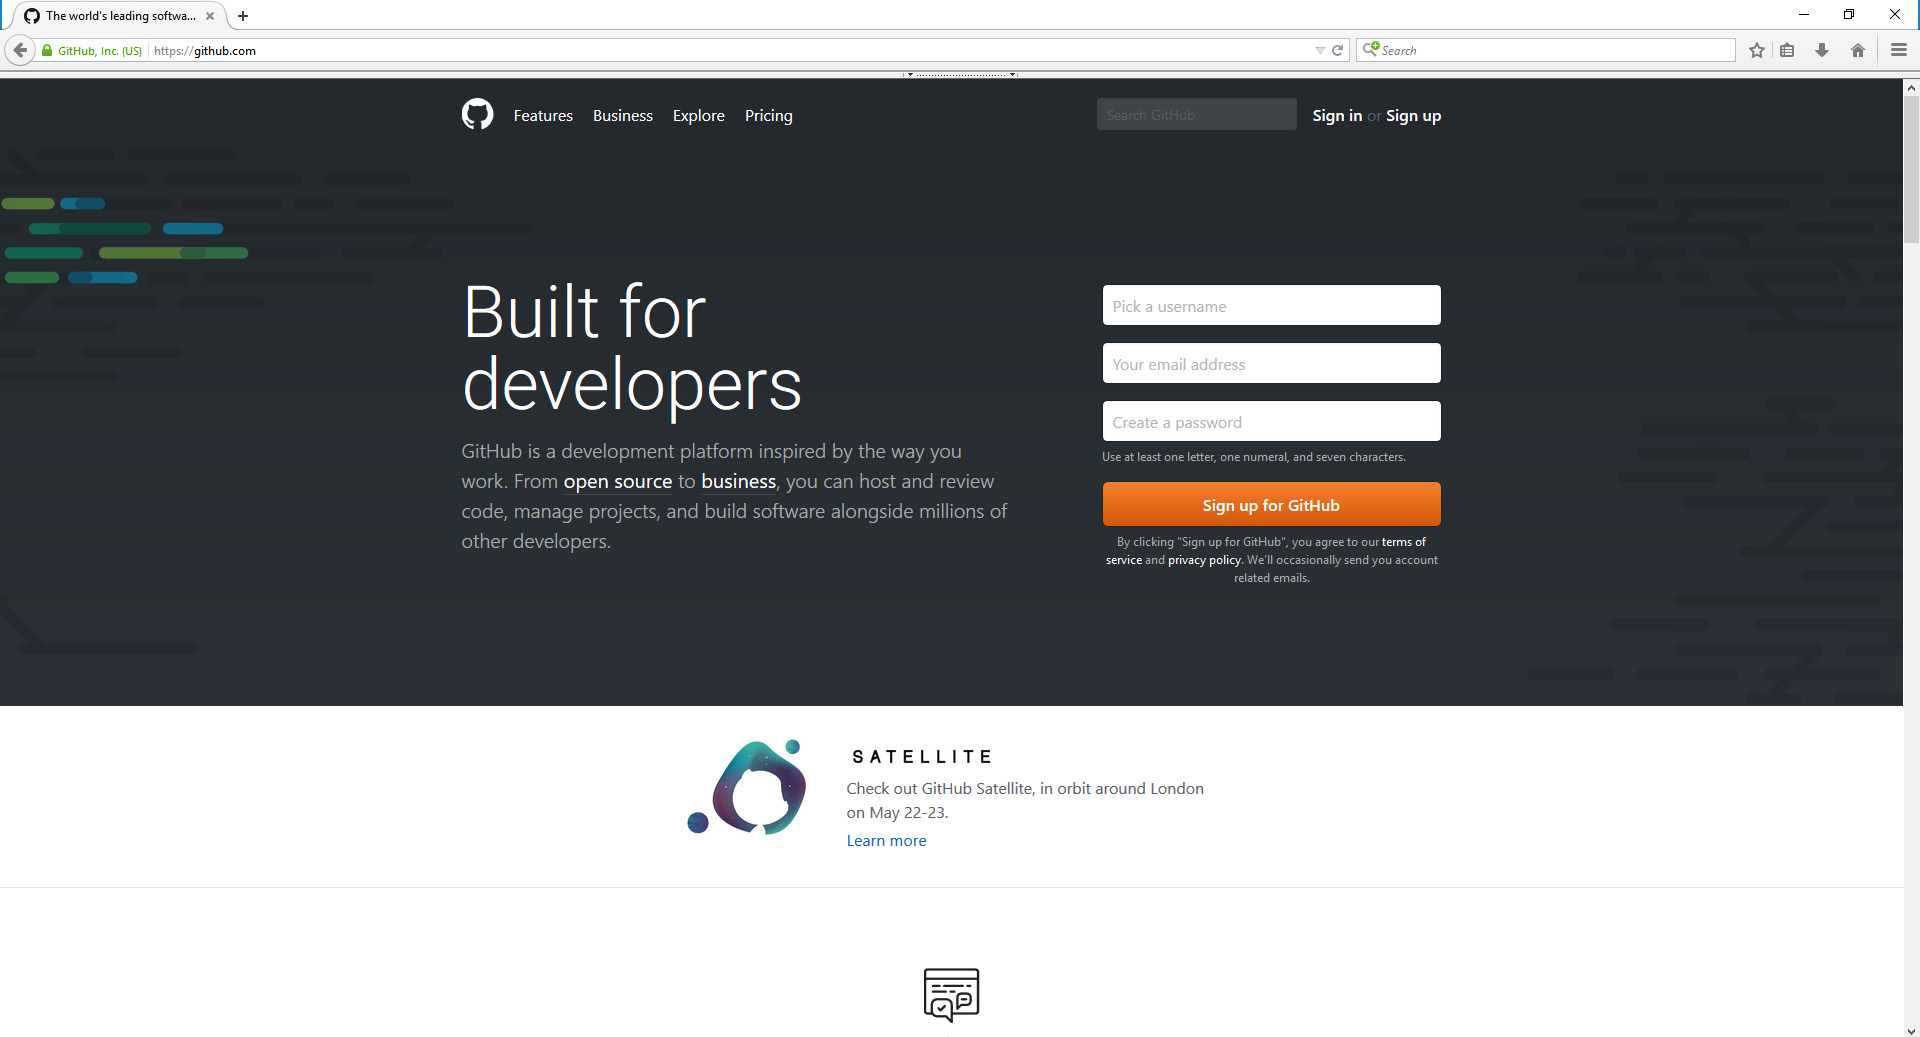 The world's leading softwa...
GitHub, Inc. (US)
https://github.com
Search
Features
Business
Explore
Pricing
Search GitHub
Sign in or Sign up
Built for
developers
GitHub is a development platform inspired by the way you
work. From open source to business, you can host and review
code, manage projects, and build software alongside millions of
other developers.
Pick a username
Your email address
Create a password
Use at least one letter, one numeral, and seven characters.
Sign up for GitHub
By clicking "Sign up for GitHub", you agree to our terms of
service and privacy policy. We'll occasionally send you account
related emails.
SATELLITE
Check out GitHub Satellite, in orbit around London
on May 22-23.
Learn more